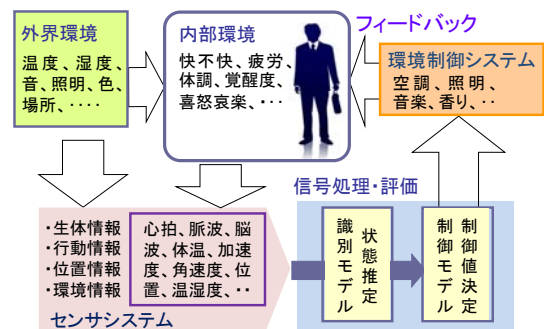 外界環境
温度、湿度、
音、照明、色、
場所、・・・・
内部環境
快不快、疲労、
体調、覚醒度、
喜怒哀楽、・・・
フィードバック
環境制御システム
空調、照明、
音楽、香り、・・
・生体情報
・行動情報
・位置情報
・環境情報
心拍、脈波、脳
波、体温、加速
度、角速度、位
置、温湿度、・・
センサシステム
信号処理・評価
状態推定
識別モデル
制御値決定
制御モデル